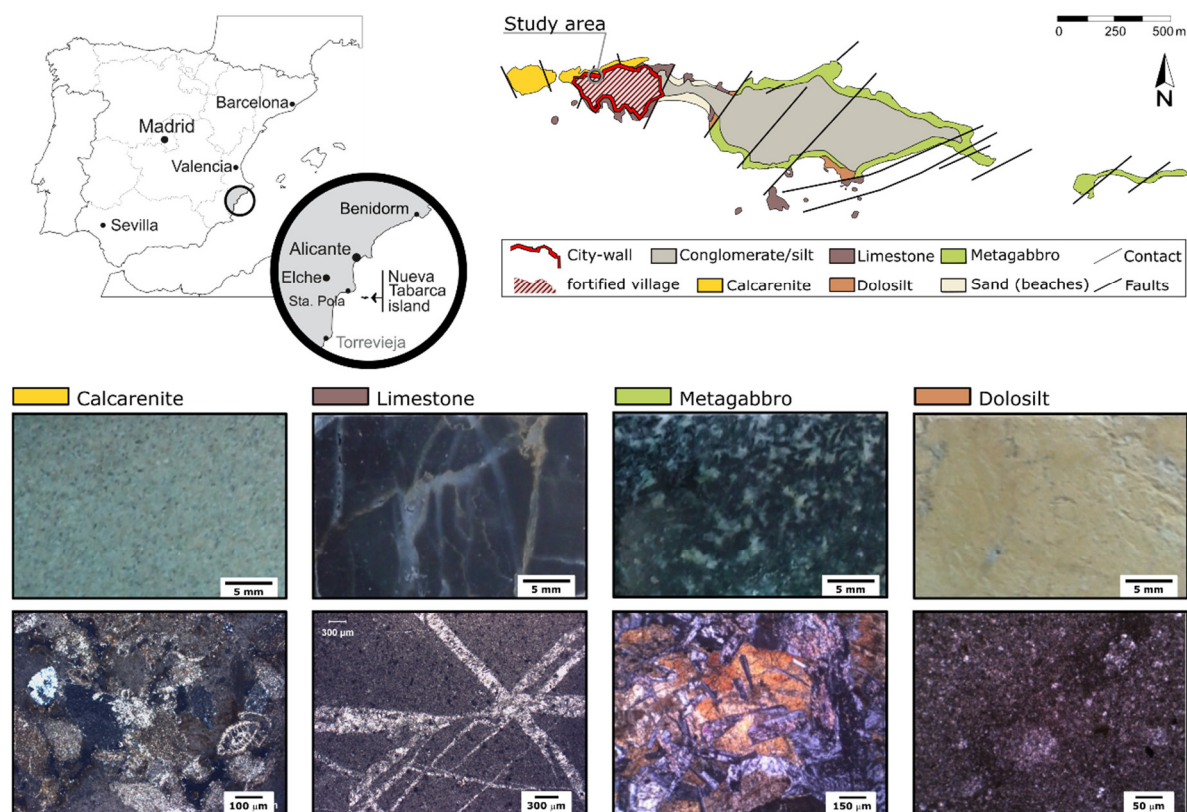 Barcelona
Madrid
Valencia
Sevilla
Benidorm
Alicante
Elche
Sta. Pola
Nueva
Tabarca
island
Torrevieja
Study area
0 250 500 m
N
City-wall
Conglomerate/silt
Limestone
Metagabbro
Contact
fortified village
Calcarenite
Dolosilt
Sand (beaches)
Faults
Calcarenite
Limestone
Metagabbro
Dolosilt
5 mm
5 mm
5 mm
5 mm
300 µm
100 µm
300 µm
150 µm
50 µm